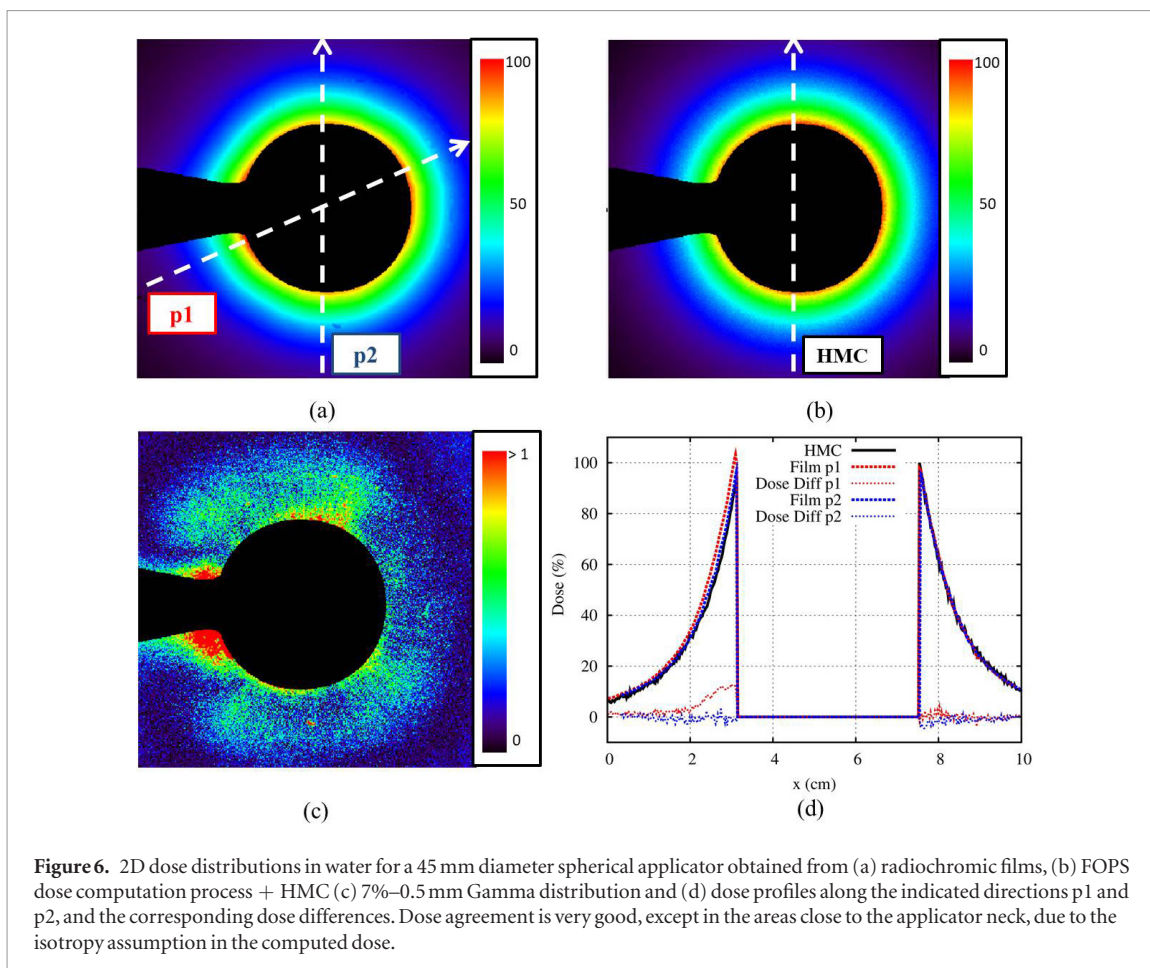 100
50
0
p1
p2
(a)
100
50
0
HMC
(b)
> 1
0
(c)
HMC
Film p1
Dose Diff p1
Film p2
Dose Diff p2
100
80
60
40
20
0
Dose (%)
0 2 4 6 8 10
x (cm)
(d)
Figure 6. 2D dose distributions in water for a 45 mm diameter spherical applicator obtained from (a) radiochromic films, (b) FOPS
dose computation process + HMC (c) 7%–0.5 mm Gamma distribution and (d) dose profiles along the indicated directions p1 and
p2, and the corresponding dose differences. Dose agreement is very good, except in the areas close to the applicator neck, due to the
isotropy assumption in the computed dose.